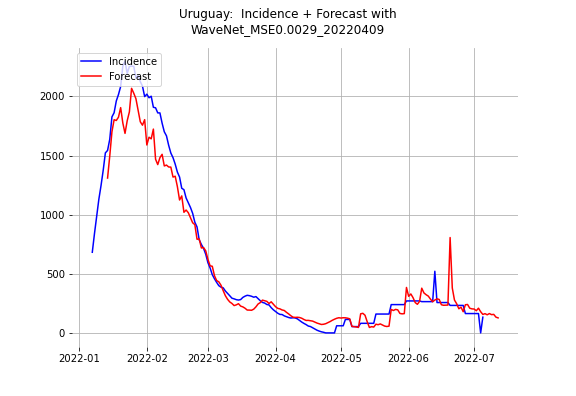 Uruguay:  Incidence + Forecast with
WaveNet_MSE0.0029_20220409
Incidence
Forecast
2000
1500
1000
500
0
2022-01 2022-02 2022-03 2022-04 2022-05 2022-06 2022-07